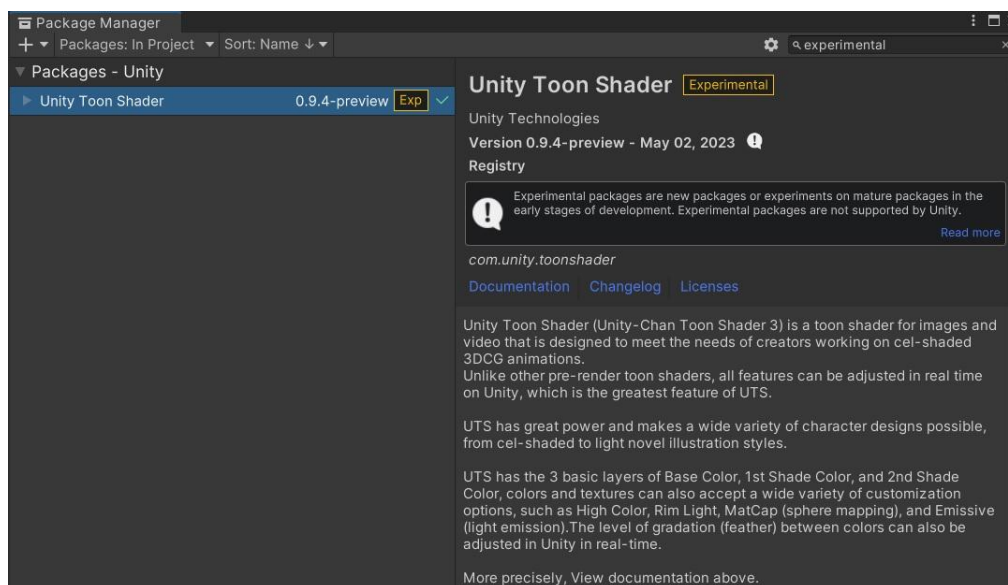 Package Manager
Packages: In Project
Sort: Name ↓
experimental
Packages - Unity
Unity Toon Shader 0.9.4-preview Exp
Unity Toon Shader Experimental
Unity Technologies
Version 0.9.4-preview - May 02, 2023
Registry
Experimental packages are new packages or experiments on mature packages in the
early stages of development. Experimental packages are not supported by Unity.
Read more
com.unity.toonshader
Documentation Changelog Licenses
Unity Toon Shader (Unity-Chan Toon Shader 3) is a toon shader for images and
video that is designed to meet the needs of creators working on cel-shaded
3DCG animations.
Unlike other pre-render toon shaders, all features can be adjusted in real time
on Unity, which is the greatest feature of UTS.
UTS has great power and makes a wide variety of character designs possible,
from cel-shaded to light novel illustration styles.
UTS has the 3 basic layers of Base Color, 1st Shade Color, and 2nd Shade
Color, colors and textures can also accept a wide variety of customization
options, such as High Color, Rim Light, MatCap (sphere mapping), and Emissive
(light emission).The level of gradation (feather) between colors can also be
adjusted in Unity in real-time.
More precisely, View documentation above.